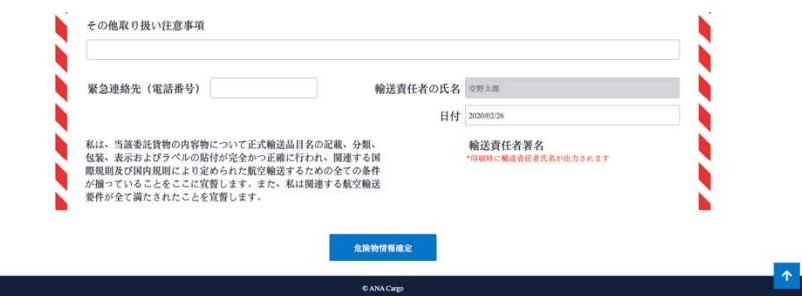 その他取り扱い注意事項
緊急連絡先（電話番号）
輸送責任者の氏名 空野太郎
日付 2020/02/26
私は、当該委託貨物の内容物について正式輸送品目名の記載、分類、
包装、表示およびラベルの貼付が完全かつ正確に行われ、関連する国
際規則及び国内規則により定められた航空輸送するための全ての条件
が揃っていることをここに宣誓します。また、私は関連する航空輸送
要件が全て満たされたことを宣誓します。
輸送責任者署名
*印刷時に輸送責任者氏名が出力されます
危険物情報確定
© ANA Cargo